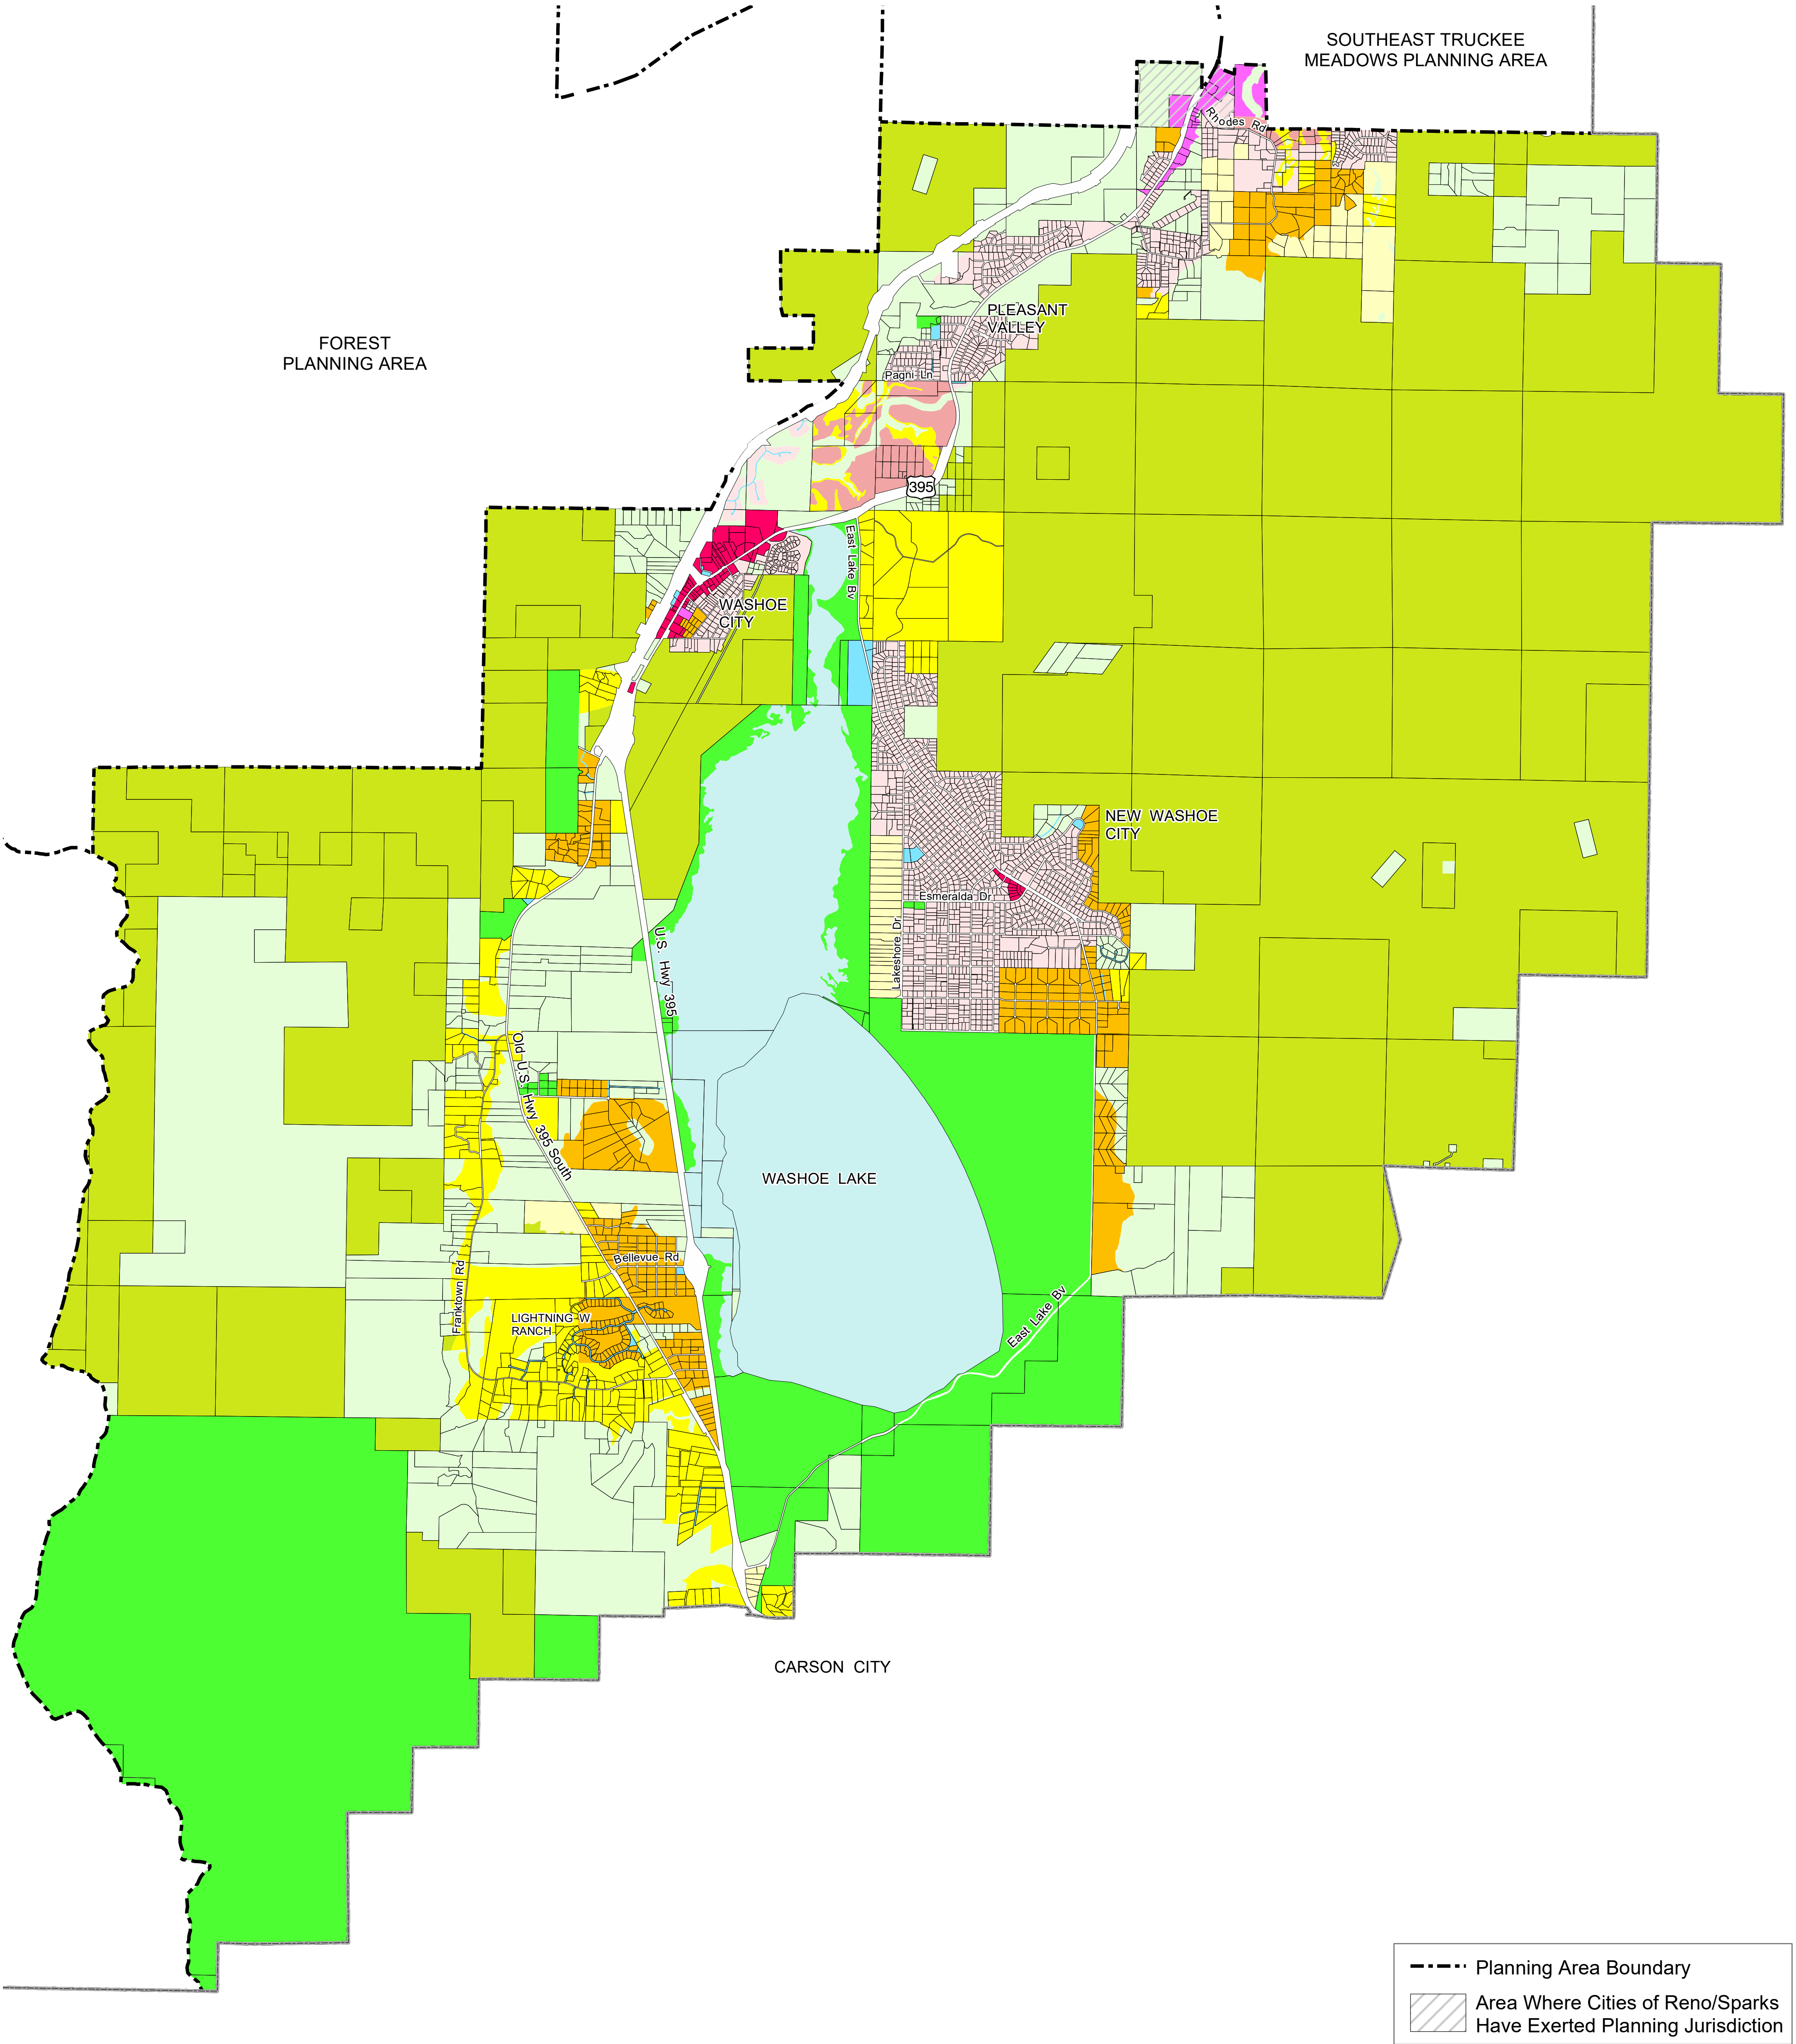 SOUTHEAST TRUCKEE
MEADOWS PLANNING AREA
Rhodes Rd
FOREST
PLANNING AREA
PLEASANT
VALLEY
Pagni Ln
395
East Lake Bv
WASHOE
CITY
NEW WASHOE
CITY
Esmeralda Dr
Lakeshore Dr
U.S. Hwy 395
Old U.S. Hwy 395 South
WASHOE LAKE
Bellevue Rd
Franktown Rd
LIGHTNING W
RANCH
East Lake Bv
CARSON CITY
Planning Area Boundary
Area Where Cities of Reno/Sparks
Have Exerted Planning Jurisdiction